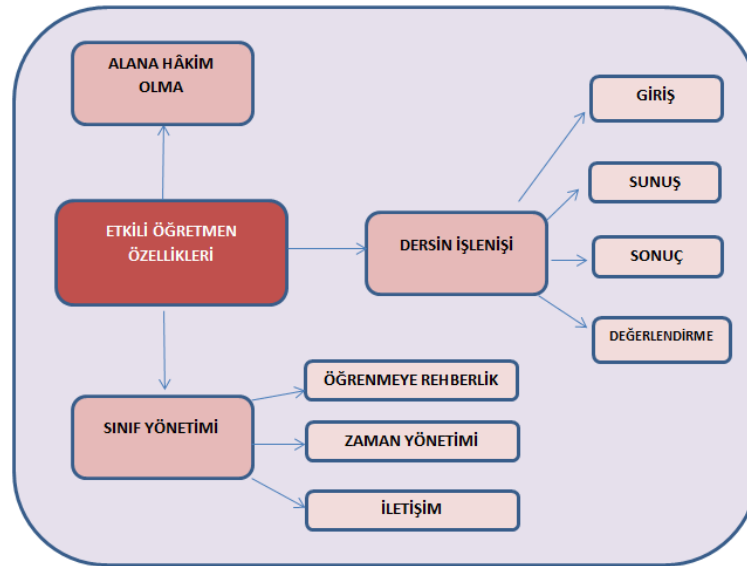 ALANA HÂKİM
OLMA
GİRİŞ
SUNUŞ
ETKİLİ ÖĞRETMEN
ÖZELLİKLERİ
DERSİN İŞLENİŞİ
SONUÇ
DEĞERLENDİRME
ÖĞRENMEYE REHBERLİK
SINIF YÖNETİMİ
ZAMAN YÖNETİMİ
İLETİŞİM